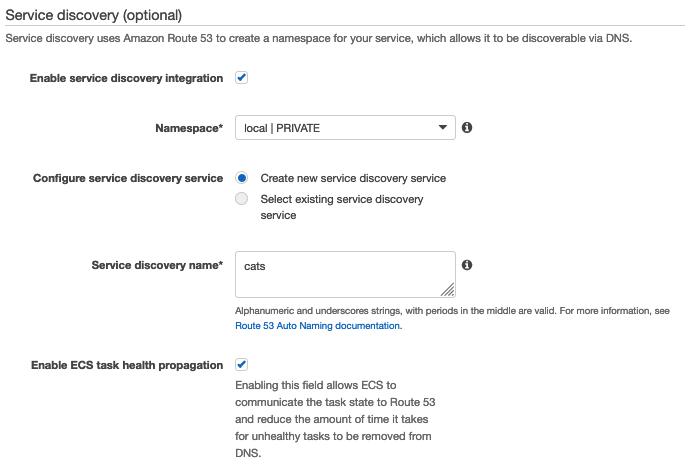 Service discovery (optional)
Service discovery uses Amazon Route 53 to create a namespace for your service, which allows it to be discoverable via DNS.
Enable service discovery integration
Namespace* local | PRIVATE
Configure service discovery service Create new service discovery service
Select existing service discovery
service
Service discovery name* cats
Alphanumeric and underscores strings, with periods in the middle are valid. For more information, see
Route 53 Auto Naming documentation.
Enable ECS task health propagation
Enabling this field allows ECS to
communicate the task state to Route 53
and reduce the amount of time it takes
for unhealthy tasks to be removed from
DNS.